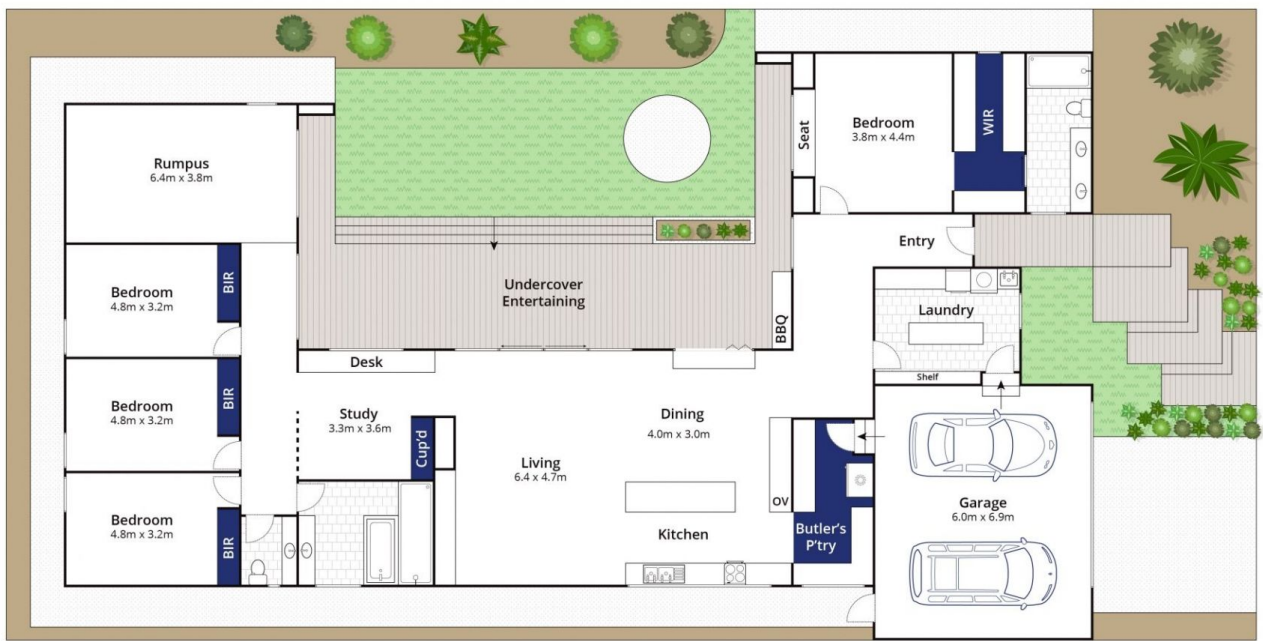 Rumpus
6.4m x 3.8m
Seat
Bedroom
3.8m x 4.4m
WIR
Entry
Bedroom
4.8m x 3.2m
BIR
Undercover
Entertaining
BBQ
Laundry
Shelf
Desk
Bedroom
4.8m x 3.2m
BIR
Study
3.3m x 3.6m
Cup'd
Dining
4.0m x 3.0m
Living
6.4 x 4.7m
OV
Kitchen
Butler's
P'try
Garage
6.0m x 6.9m
Bedroom
4.8m x 3.2m
BIR